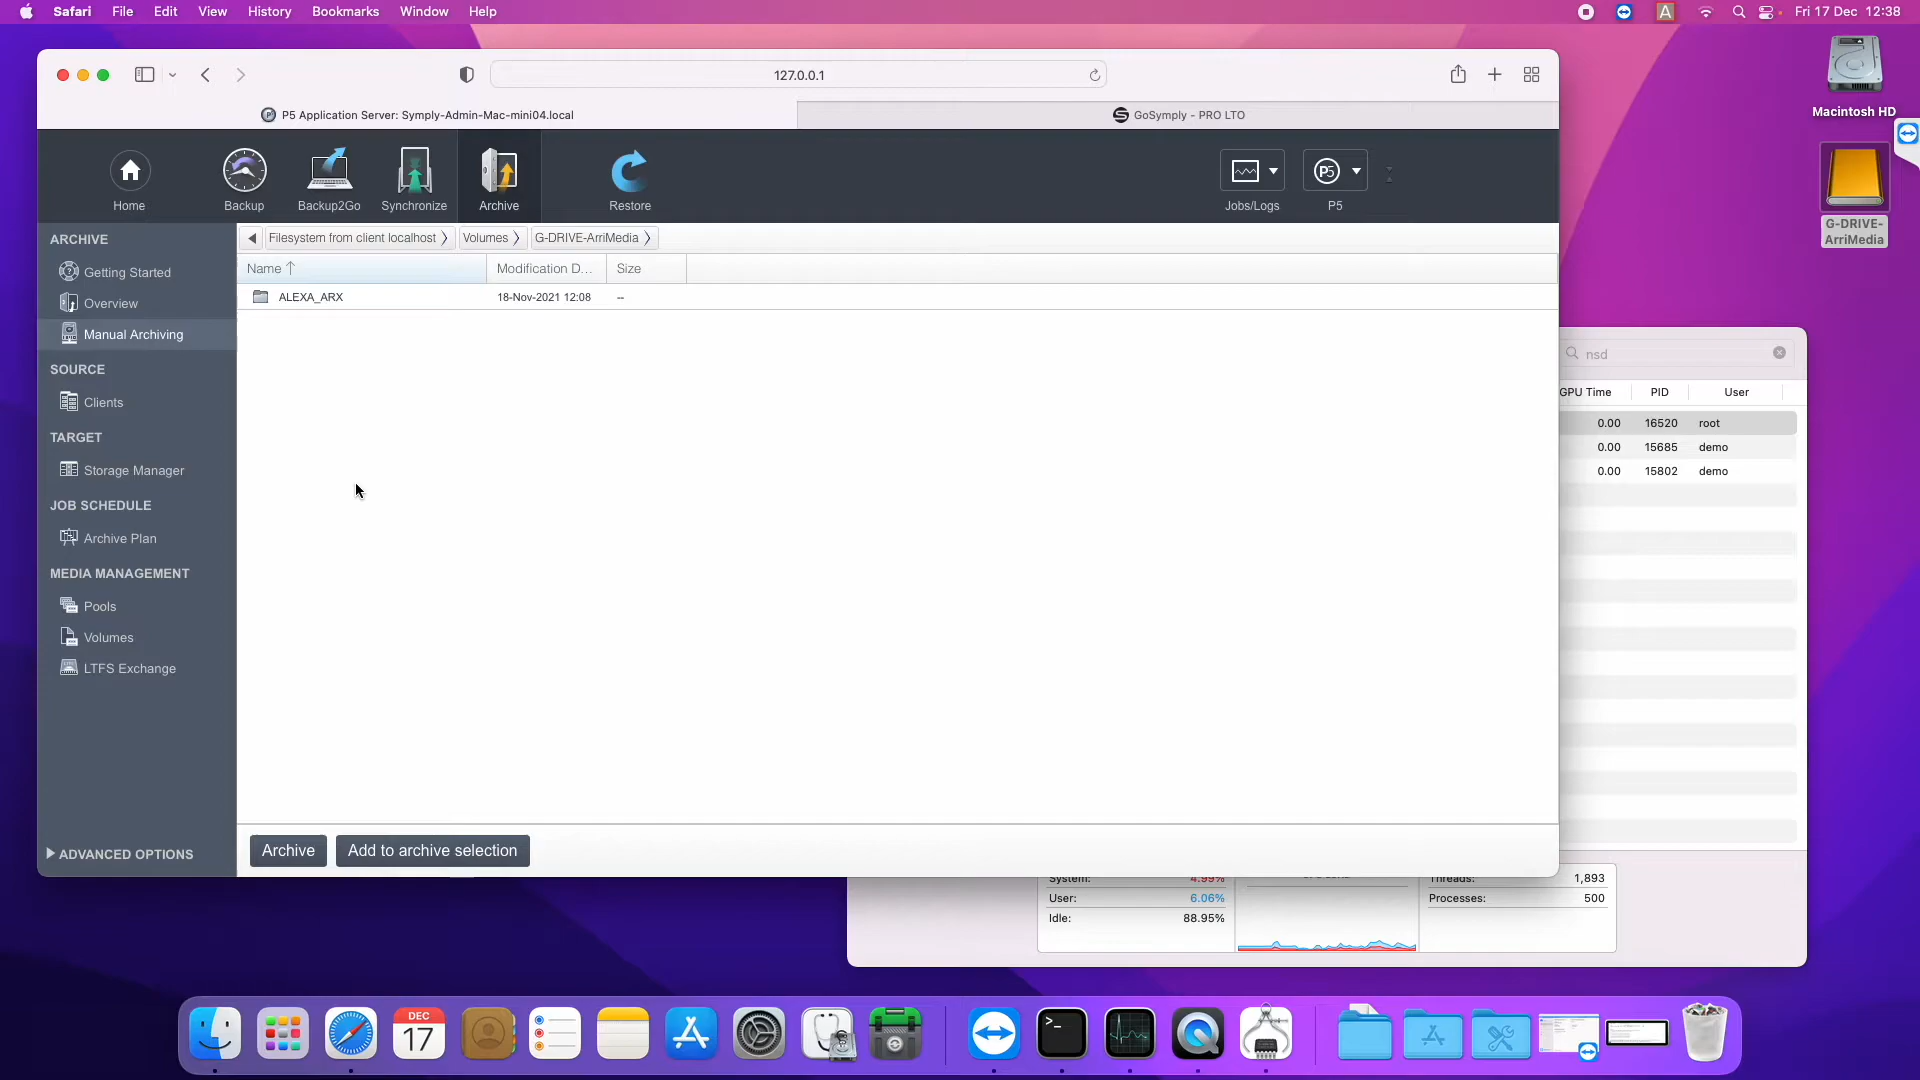 Safari File Edit View History Bookmarks Window Help
A Fri 17 Dec 12:38
127.0.0.1
P5 Application Server: Symply-Admin-Mac-mini04.local
GoSymply - PRO LTO
Macintosh HD
G-DRIVE-
ArriMedia
Home Backup Backup2Go Synchronize Archive Restore
P5
Jobs/Logs P5
ARCHIVE
Getting Started
Overview
Manual Archiving
SOURCE
Clients
TARGET
Storage Manager
JOB SCHEDULE
Archive Plan
MEDIA MANAGEMENT
Pools
Volumes
LTFS Exchange
ADVANCED OPTIONS
Filesystem from client localhost Volumes G-DRIVE-ArriMedia
Name Modification D... Size
ALEXA_ARX 18-Nov-2021 12:08 --
Archive Add to archive selection
nsd
GPU Time PID User
0.00 16520 root
0.00 15685 demo
0.00 15802 demo
System: 4.99%
User: 6.06%
Idle: 88.95%
Threads: 1,893
Processes: 500
DEC
17